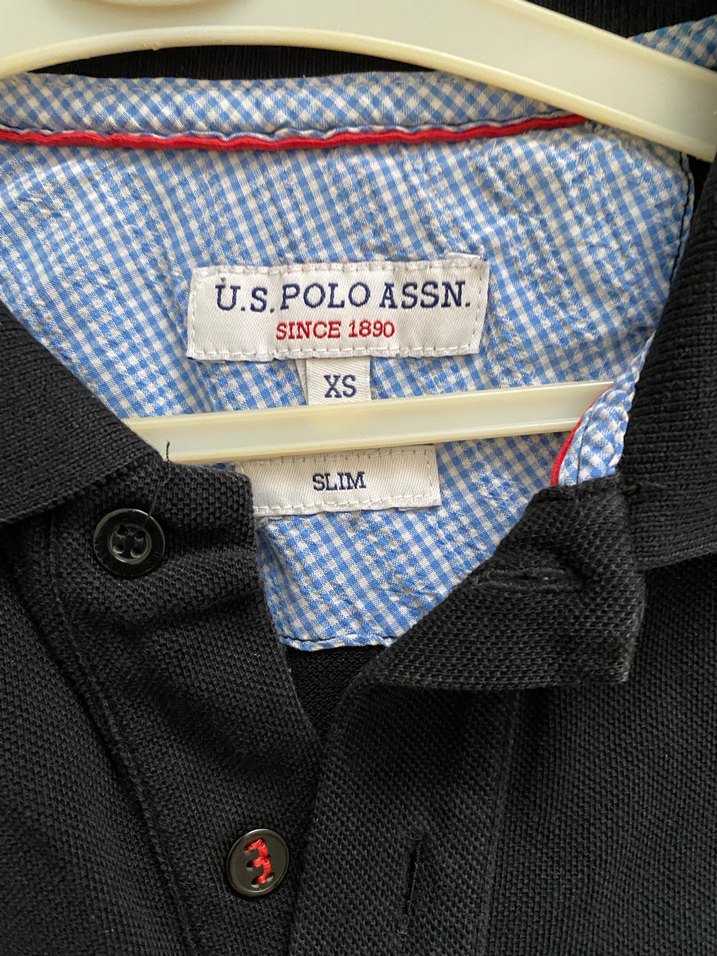 U.S. POLO ASSN.
SINCE 1890
XS
SLIM